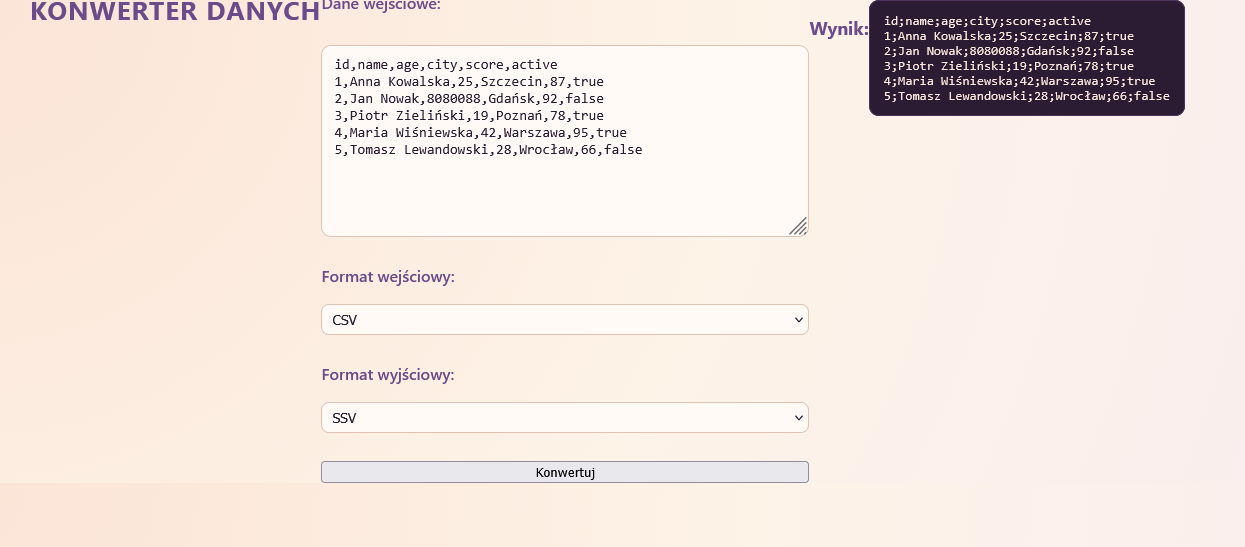 KONWERTER DANYCH
Dane wejściowe:
id,name,age,city,score,active
1,Anna Kowalska,25,Szczecin,87,true
2,Jan Nowak,8080088,Gdańsk,92,false
3,Piotr Zieliński,19,Poznań,78,true
4,Maria Wiśniewska,42,Warszawa,95,true
5,Tomasz Lewandowski,28,Wrocław,66,false
Format wejściowy:
CSV
Format wyjściowy:
SSV
Konwertuj
Wynik:
id;name;age;city;score;active
1;Anna Kowalska;25;Szczecin;87;true
2;Jan Nowak;8080088;Gdańsk;92;false
3;Piotr Zieliński;19;Poznań;78;true
4;Maria Wiśniewska;42;Warszawa;95;true
5;Tomasz Lewandowski;28;Wrocław;66;false